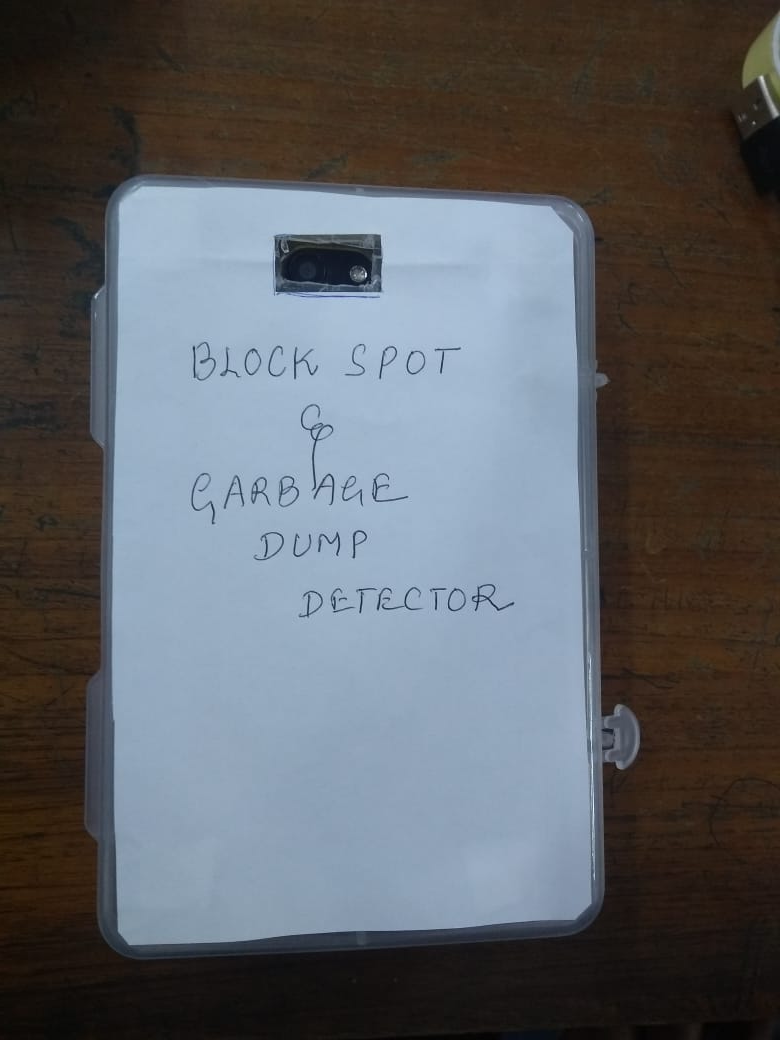 BLOCK SPOT
&
GARBAGE
DUMP
DETECTOR